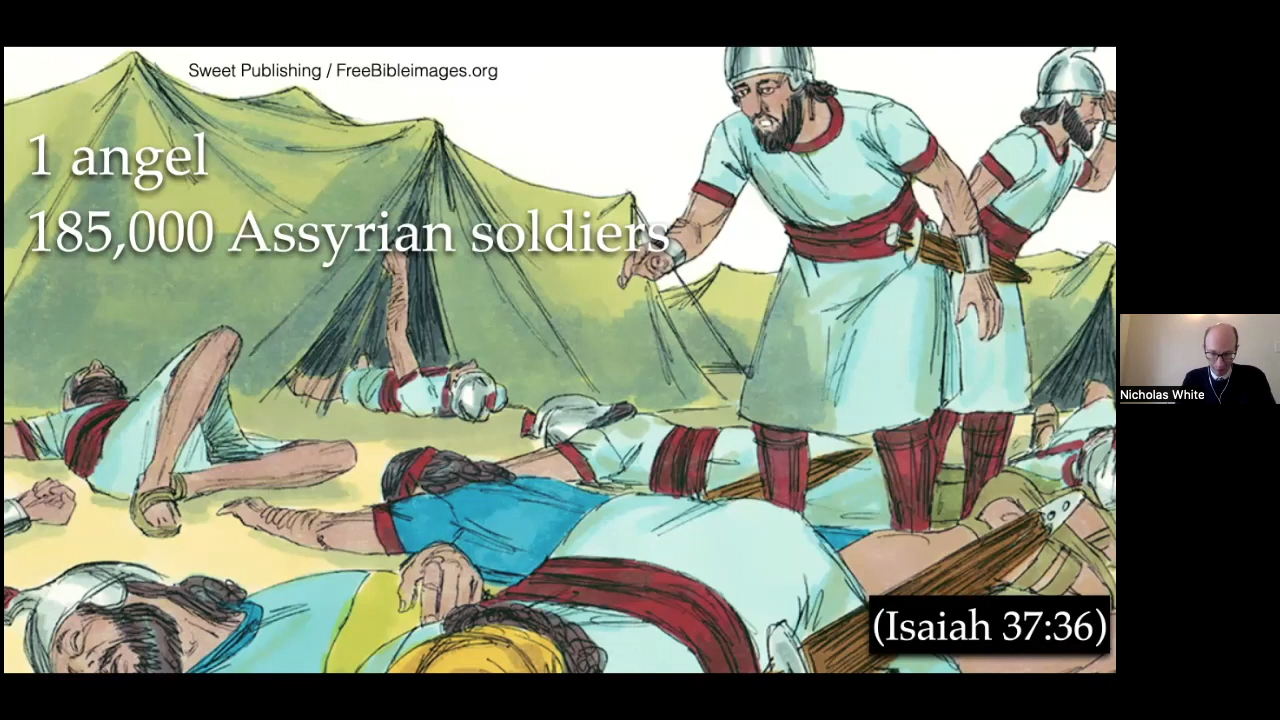 Sweet Publishing / FreeBibleimages.org
1 angel
185,000 Assyrian soldiers
Nicholas White
(Isaiah 37:36)